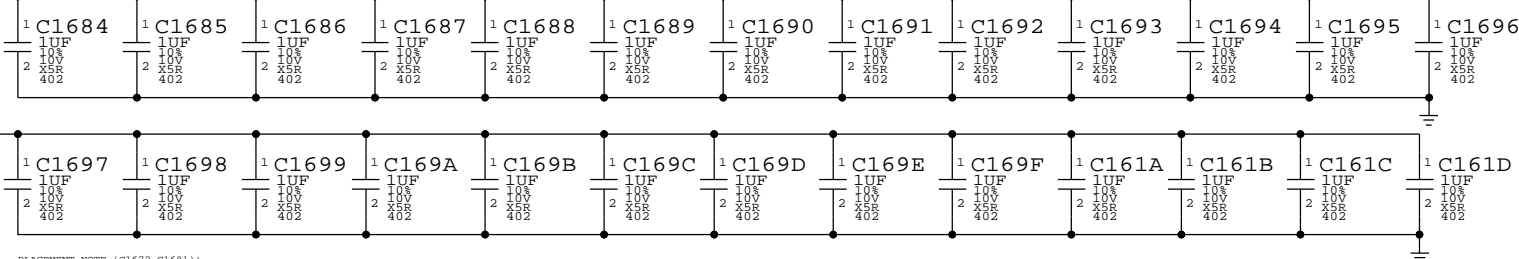 1 C1684 1 C1685 1 C1686 1 C1687 1 C1688 1 C1689 1 C1690 1 C1691 1 C1692 1 C1693 1 C1694 1 C1695 1 C1696
1UF 1UF 1UF 1UF 1UF 1UF 1UF 1UF 1UF 1UF 1UF 1UF 1UF
10% 10% 10% 10% 10% 10% 10% 10% 10% 10% 10% 10% 10%
2 10V 2 10V 2 10V 2 10V 2 10V 2 10V 2 10V 2 10V 2 10V 2 10V 2 10V 2 10V 2 10V
X5R X5R X5R X5R X5R X5R X5R X5R X5R X5R X5R X5R X5R
402 402 402 402 402 402 402 402 402 402 402 402 402
1 C1697 1 C1698 1 C1699 1 C169A 1 C169B 1 C169C 1 C169D 1 C169E 1 C169F 1 C161A 1 C161B 1 C161C 1 C161D
1UF 1UF 1UF 1UF 1UF 1UF 1UF 1UF 1UF 1UF 1UF 1UF 1UF
10% 10% 10% 10% 10% 10% 10% 10% 10% 10% 10% 10% 10%
2 10V 2 10V 2 10V 2 10V 2 10V 2 10V 2 10V 2 10V 2 10V 2 10V 2 10V 2 10V 2 10V
X5R X5R X5R X5R X5R X5R X5R X5R X5R X5R X5R X5R X5R
402 402 402 402 402 402 402 402 402 402 402 402 402
PLACEMENT_NOTE (C1672-C1681):